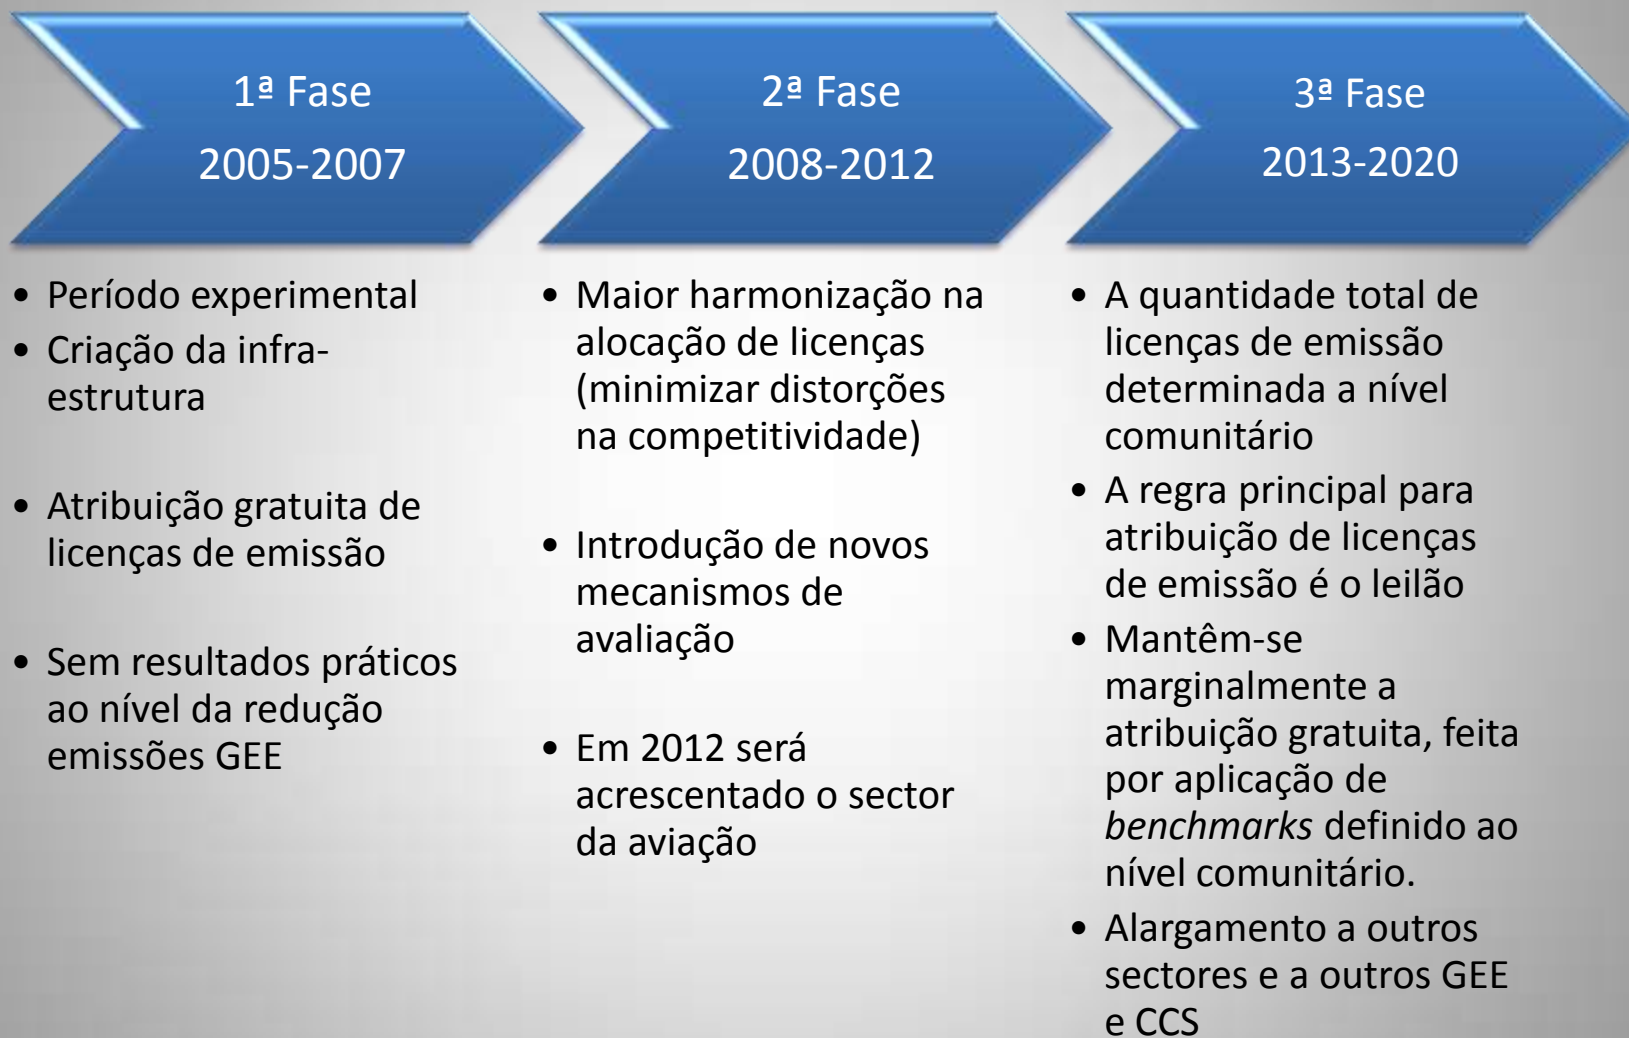 1ª Fase
2005-2007
• Período experimental
• Criação da infra-
estrutura
• Atribuição gratuita de
licenças de emissão
• Sem resultados práticos
ao nível da redução
emissões GEE
2ª Fase
2008-2012
• Maior harmonização na
alocação de licenças
(minimizar distorções
na competitividade)
• Introdução de novos
mecanismos de
avaliação
• Em 2012 será
acrescentado o sector
da aviação
3ª Fase
2013-2020
• A quantidade total de
licenças de emissão
determinada a nível
comunitário
• A regra principal para
atribuição de licenças
de emissão é o leilão
• Mantêm-se
marginalmente a
atribuição gratuita, feita
por aplicação de
benchmarks definido ao
nível comunitário.
• Alargamento a outros
sectores e a outros GEE
e CCS